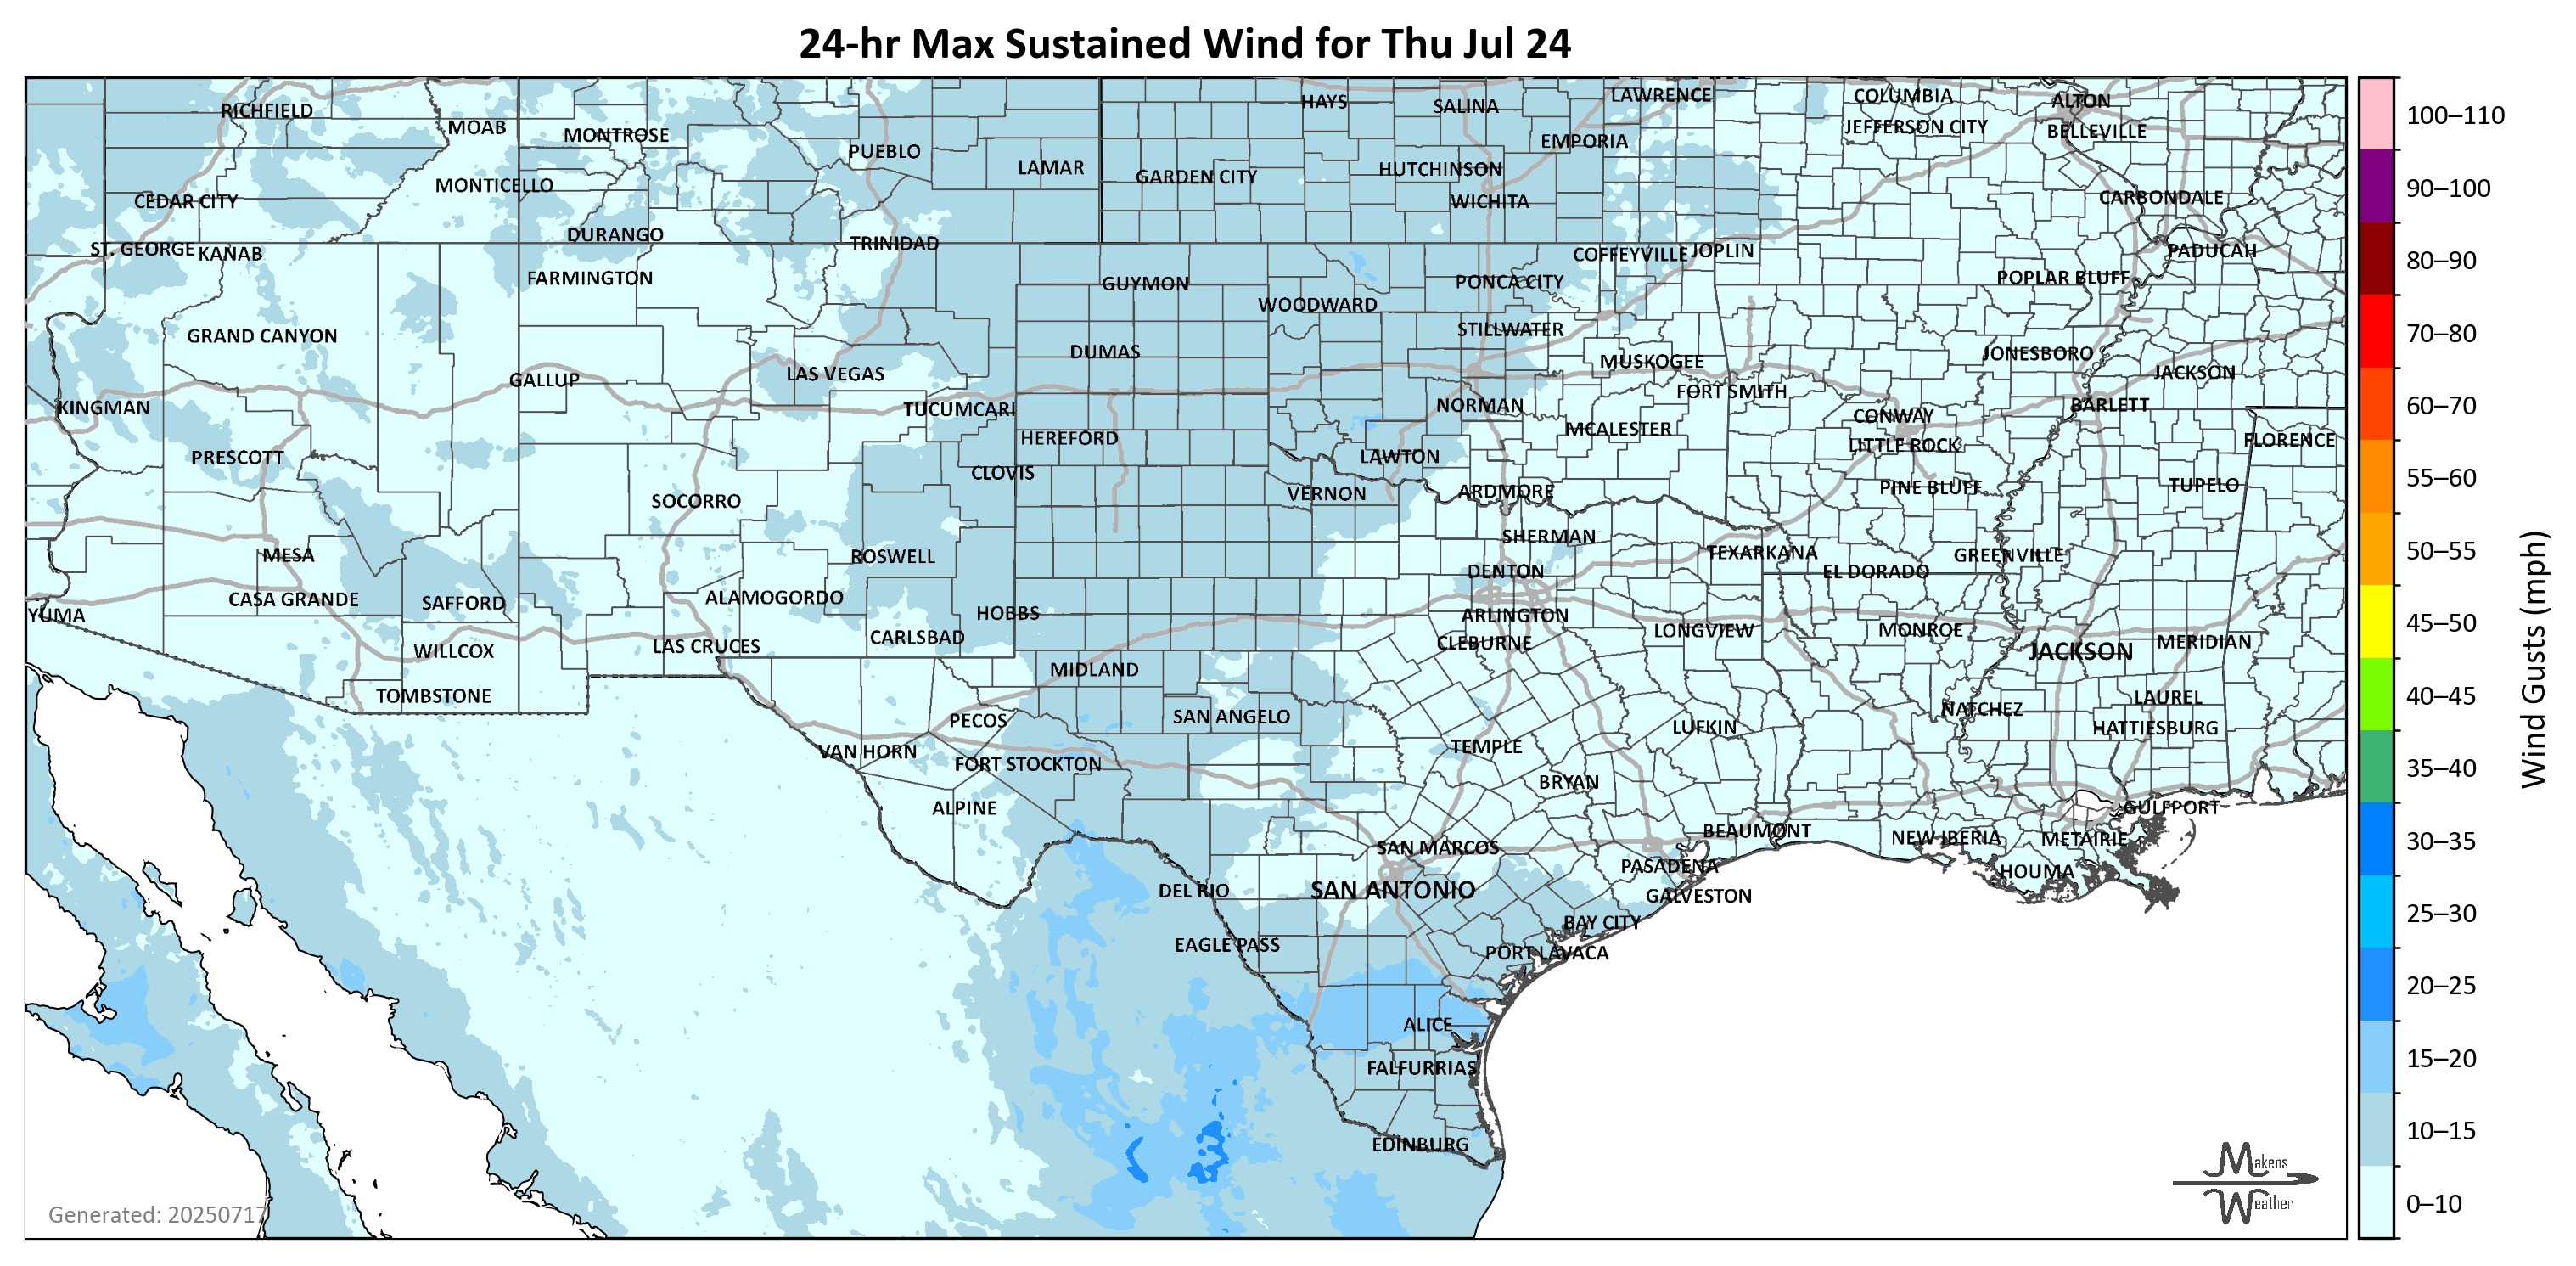 24-hr Max Sustained Wind for Thu Jul 24
RICHFIELD
MOAB
MONTROSE
PUEBLO
LAMAR
HAYS
SALINA
LAWRENCE
COLUMBIA
ALTON
JEFFERSON CITY
BELLEVILLE
EMPORIA
HUTCHINSON
GARDEN CITY
MONTICELLO
CEDAR CITY
WICHITA
CARBONDALE
DURANGO
TRINIDAD
ST. GEORGE
KANAB
COFFEYVILLE
JOPLIN
PADUCAH
FARMINGTON
GUYMON
PONCA CITY
POPLAR BLUFF
WOODWARD
GRAND CANYON
STILLWATER
DUMAS
JONESBORO
MUSKOGEE
LAS VEGAS
GALLUP
JACKSON
FORT SMITH
KINGMAN
TUCUMCARI
NORMAN
BARLETT
CONWAY
MCALESTER
HEREFORD
LITTLE ROCK
FLORENCE
PRESCOTT
LAWTON
CLOVIS
PINE BLUFF
TUPELO
SOCORRO
VERNON
ARDMORE
SHERMAN
MESA
ROSWELL
TEXARKANA
GREENVILLE
DENTON
EL DORADO
CASA GRANDE
SAFFORD
ALAMOGORDO
YUMA
HOBBS
ARLINGTON
CARLSBAD
LONGVIEW
MONROE
CLEBURNE
MERIDIAN
WILLCOX
LAS CRUCES
JACKSON
MIDLAND
TOMBSTONE
LAUREL
PECOS
SAN ANGELO
NATCHEZ
LUFKIN
HATTIESBURG
VAN HORN
TEMPLE
FORT STOCKTON
BRYAN
ALPINE
GULFPORT
BEAUMONT
NEW IBERIA
METAIRIE
SAN MARCOS
PASADENA
HOUMA
DEL RIO
SAN ANTONIO
GALVESTON
BAY CITY
EAGLE PASS
PORT LAVACA
ALICE
FALFURRIAS
EDINBURG
Generated: 20250717
Makens
Weather
100–110
90–100
80–90
70–80
60–70
55–60
50–55
45–50
40–45
35–40
30–35
25–30
20–25
15–20
10–15
0–10
Wind Gusts (mph)